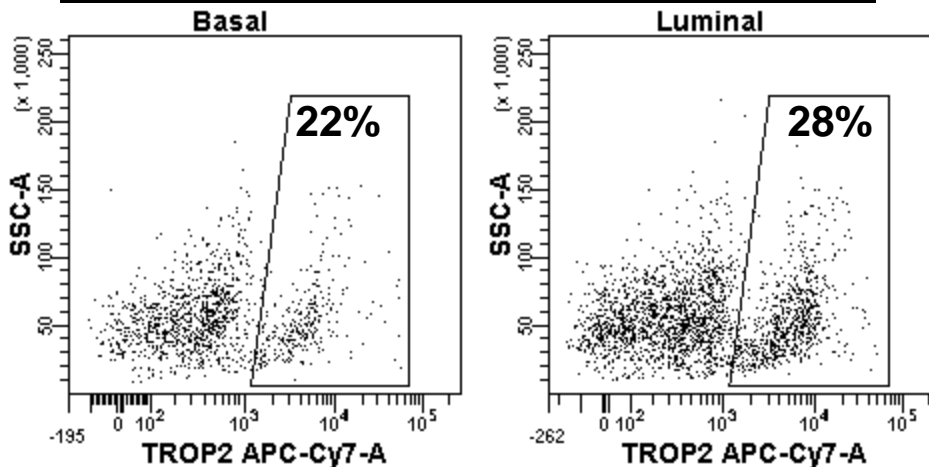 Basal
Luminal
(x 1,000)
250
200
150
100
50
SSC-A
22%
-195
0 10^2 10^3 10^4 10^5
TROP2 APC-Cy7-A
(x 1,000)
250
200
150
100
50
SSC-A
28%
-262
0 10^2 10^3 10^4 10^5
TROP2 APC-Cy7-A